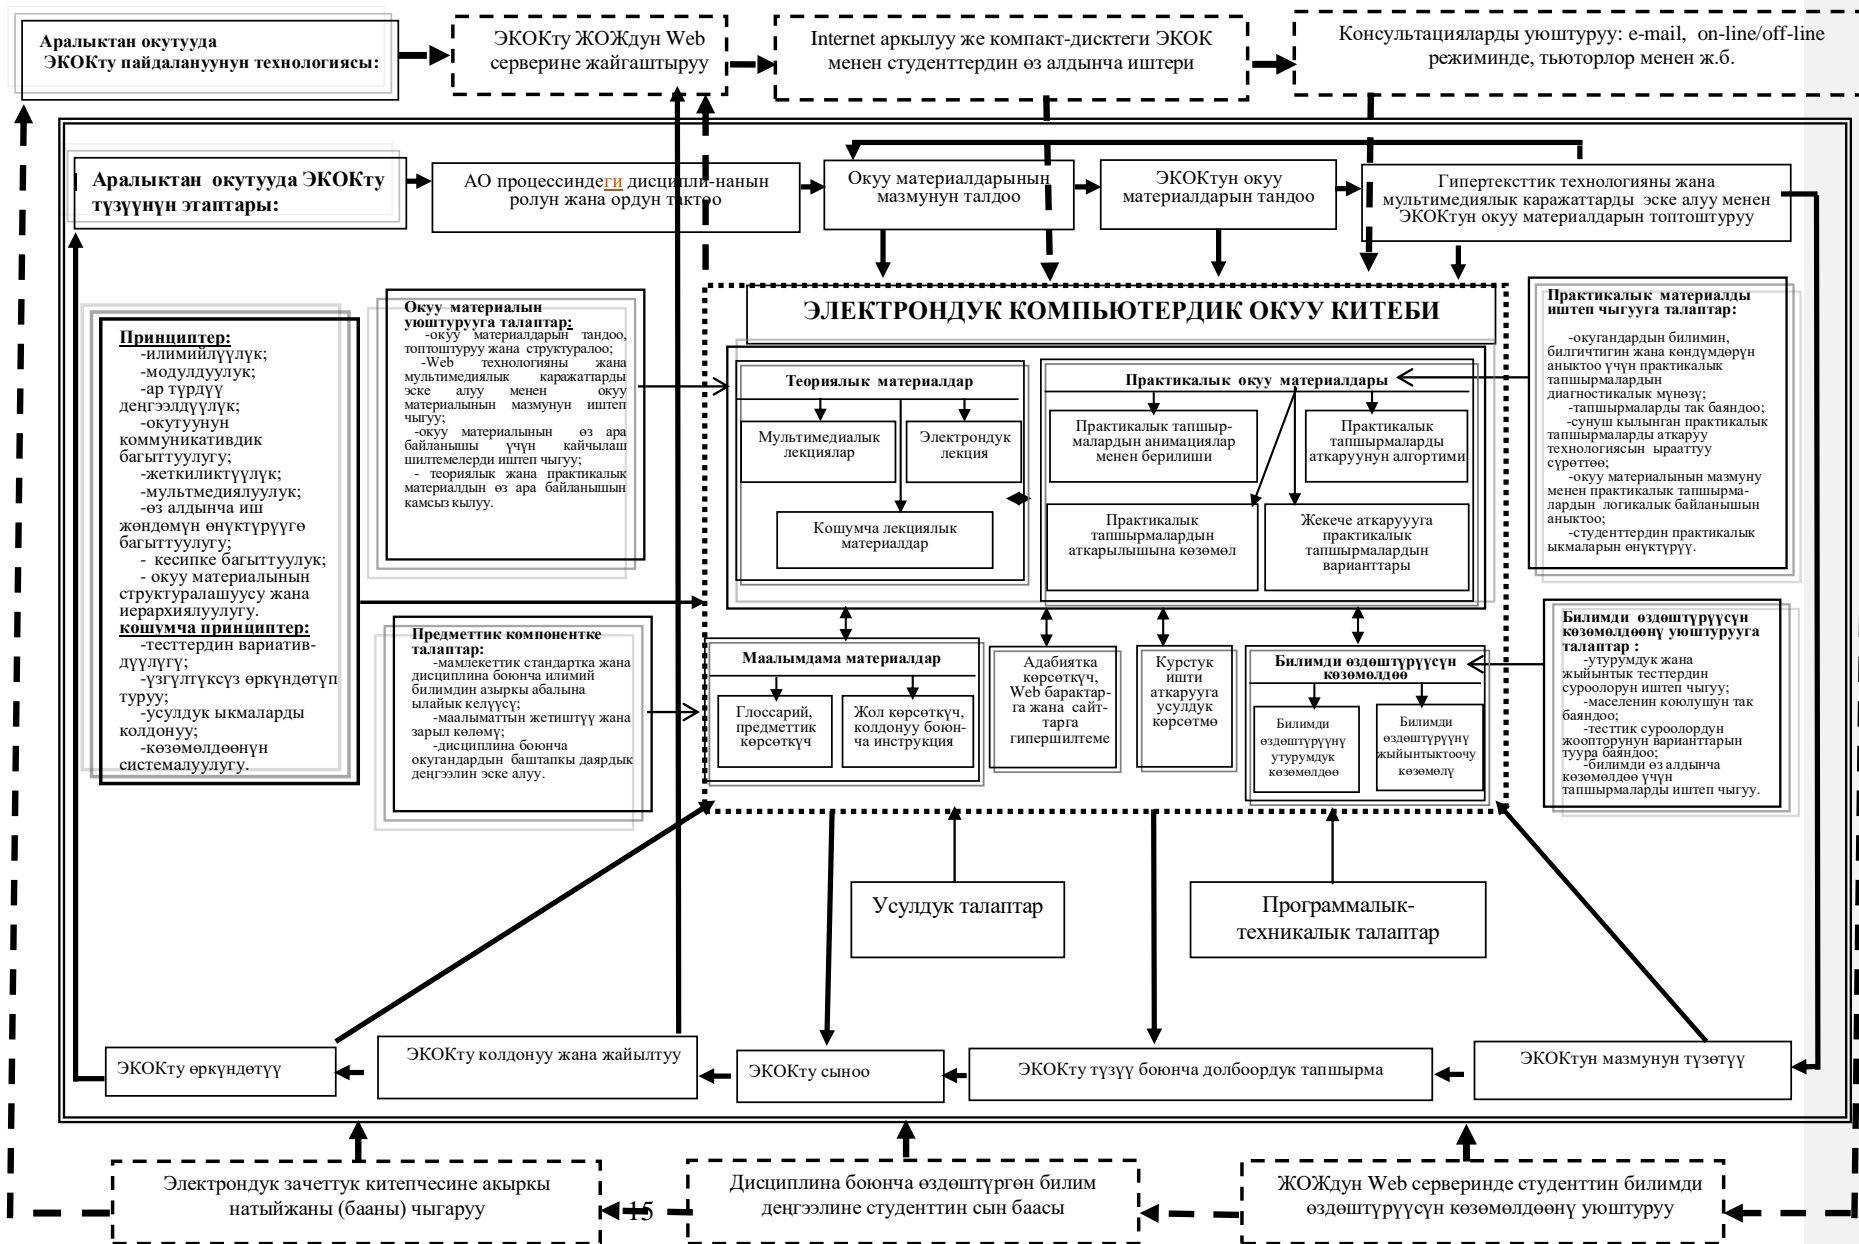 Аралыктан окутууда
ЭКОКту пайдалануунун технологиясы:
ЭКОКту ЖОЖдун Web
серверине жайгаштыруу
Internet аркылуу же компакт-дисктеги ЭКОК
менен студенттердин өз алдынча иштери
Консультацияларды уюштуруу: e-mail, on-line/off-line
режиминде, тьюторлор менен ж.б.
Аралыктан окутууда ЭКОКту
түзүүнүн этаптары:
АО процессиндеги дисципли-нанын
ролун жана ордун тактоо
Окуу материалдарынын
мазмунун талдоо
ЭКОКтун окуу
материалдарын тандоо
Гипертексттик технологияны жана
мультимедиялык каражаттарды эске алуу менен
ЭКОКтун окуу материалдарын топтоштуруу
Принциптер:
-илимийлүүлүк;
-модулдуулук;
-ар түрдүү
деңгээлдүүлүк;
-окутуунун
коммуникативдик
багыттуулугу;
-жеткиликтүүлүк;
-мультмедиялуулук;
-өз алдынча иш
жөндөмүн өнүктүрүүгө
багыттуулугу;
- кесипке багыттуулук;
- окуу материалынын
структуралашуусу жана
иерархиялуулугу.
кошумча принциптер:
-тесттердин вариатив-
дүүлүгү;
-үзгүлтүксүз өркүндөтүп
туруу;
-усулдук ыкмаларды
колдонуу;
-көзөмөлдөөнүн
системалуулугу.
Окуу материалын
уюштурууга талаптар:
-окуу материалдарын тандоо,
топтоштуруу жана структуралоо;
-Web технологияны жана
мультимедиялык каражаттарды
эске алуу менен окуу
материалынын мазмунун иштеп
чыгуу;
-окуу материалынын өз ара
байланышы үчүн кайчылаш
шилтемелерди иштеп чыгуу;
- теориялык жана практикалык
материалдын өз ара байланышын
камсыз кылуу.
Предметтик компонентке
талаптар:
-мамлекеттик стандартка жана
дисциплина боюнча илимий
билимдин азыркы абалына
ылайык келүүсү;
-маалыматтын жетиштүү жана
зарыл көлөмү;
-дисциплина боюнча
окугандардын баштапкы даярдык
деңгээлин эске алуу.
ЭЛЕКТРОНДУК КОМПЬЮТЕРДИК ОКУУ КИТЕБИ
Теориялык материалдар
Мультимедиалык
лекциялар
Электрондук
лекция
Кошумча лекциялык
материалдар
Практикалык окуу материалдары
Практикалык тапшыр-
малардын анимациялар
менен берилиши
Практикалык
тапшырмаларды
аткаруунун алгортими
Практикалык
тапшырмалардын
аткарылышына көзөмөл
Жекече аткаруууга
практикалык
тапшырмалардын
варианттары
Маалымдама материалдар
Глоссарий,
предметтик
көрсөткүч
Жол көрсөткүч,
колдонуу боюн-
ча инструкция
Адабиятка
көрсөткүч,
Web барактар-
га жана сайт-
тарга
гипершилтеме
Курстук
ишти
аткарууга
усулдук
көрсөтмө
Билимди өздөштүрүүсүн
көзөмөлдөө
Билимди
өздөштүрүүнү
утурумдук
көзөмөлдөө
Билимди
өздөштүрүүнү
жыйынтыктоочу
көзөмөлү
Практикалык материалды
иштеп чыгууга талаптар:
-окугандардын билимин,
билгичтигин жана көндүмдөрүн
аныктоо үчүн практикалык
тапшырмалардын
диагностикалык мүнөзү;
-тапшырмаларды так баяндоо;
-сунуш кылынган практикалык
тапшырмаларды аткаруу
технологиясын ырааттуу
сүрөттөө;
-окуу материалынын мазмуну
менен практикалык тапшырма-
лардын логикалык байланышын
аныктоо;
-студенттердин практикалык
ыкмаларын өнүктүрүү.
Билимди өздөштүрүүсүн
көзөмөлдөөнү уюштурууга
талаптар :
-утурумдук жана
жыйынтык тесттердин
суроолорун иштеп чыгуу;
-маселенин коюлушун так
баяндоо;
-тесттик суроолордун
жоопторунун варианттарын
туура баяндоо;
-билимди өз алдынча
көзөмөлдөө үчүн
тапшырмаларды иштеп чыгуу.
Усулдук талаптар
Программалык-
техникалык талаптар
ЭКОКту өркүндөтүү
ЭКОКту колдонуу жана жайылтуу
ЭКОКту сыноо
ЭКОКту түзүү боюнча долбоордук тапшырма
ЭКОКтун мазмунун түзөтүү
Электрондук зачеттук китепчесине акыркы
натыйжаны (бааны) чыгаруу
15
Дисциплина боюнча өздөштүргөн билим
деңгээлине студенттин сын баасы
ЖОЖдун Web серверинде студенттин билимди
өздөштүрүүсүн көзөмөлдөөнү уюштуруу